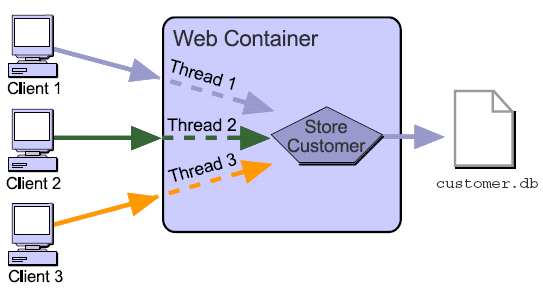 Web Container
Client 1
Thread 1
Client 2
Thread 2
Store
Customer
customer.db
Client 3
Thread 3